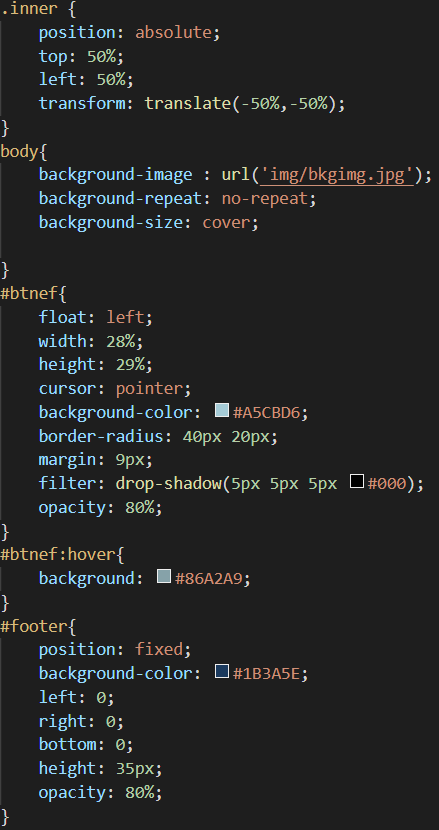 .inner {
    position: absolute;
    top: 50%;
    left: 50%;
    transform: translate(-50%,-50%);
}
body{
    background-image : url('img/bkgimg.jpg');
    background-repeat: no-repeat;
    background-size: cover;

}
#btnef{
    float: left;
    width: 28%;
    height: 29%;
    cursor: pointer;
    background-color: #A5CBD6;
    border-radius: 40px 20px;
    margin: 9px;
    filter: drop-shadow(5px 5px 5px #000);
    opacity: 80%;
}
#btnef:hover{
    background: #86A2A9;
}
#footer{
    position: fixed;
    background-color: #1B3A5E;
    left: 0;
    right: 0;
    bottom: 0;
    height: 35px;
    opacity: 80%;
}